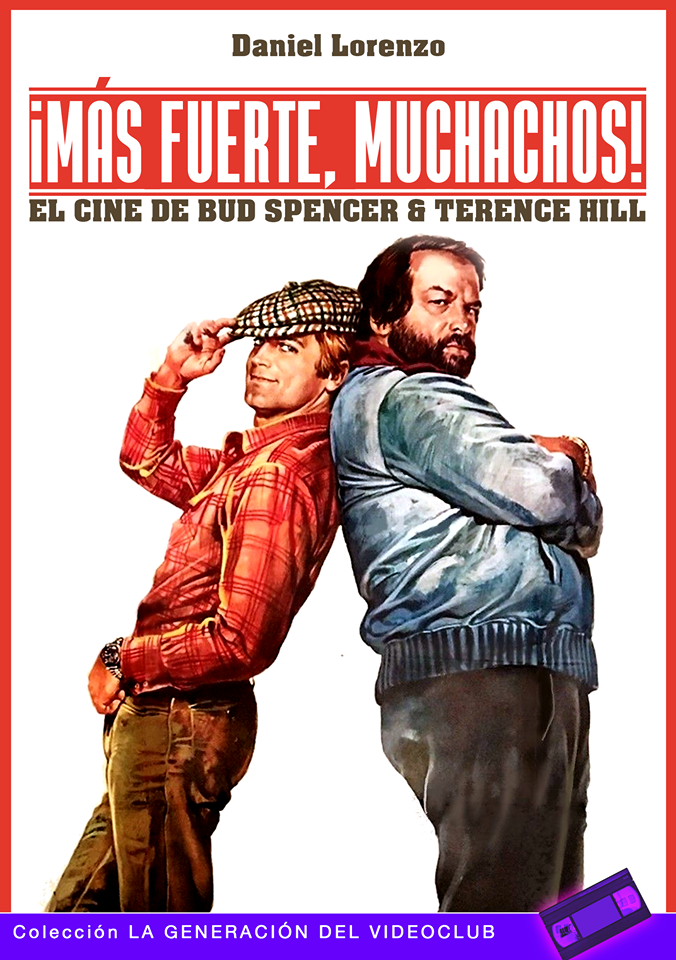 Daniel Lorenzo
¡MÁS FUERTE, MUCHACHOS!
EL CINE DE BUD SPENCER & TERENCE HILL
Colección LA GENERACIÓN DEL VIDEOCLUB